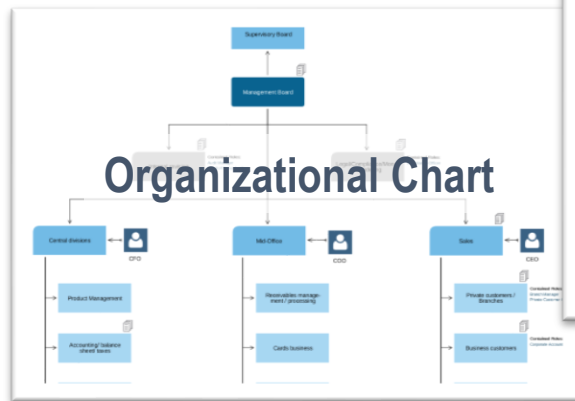 Supervisory Board
Management Board
Organizational Chart
Central divisions
CFO
Mid-Office
COO
Sales
CEO
Product Management
Receivables manage-
ment / processing
Private customers /
Branches
Accounting/ balance
sheet/ taxes
Cards business
Business customers